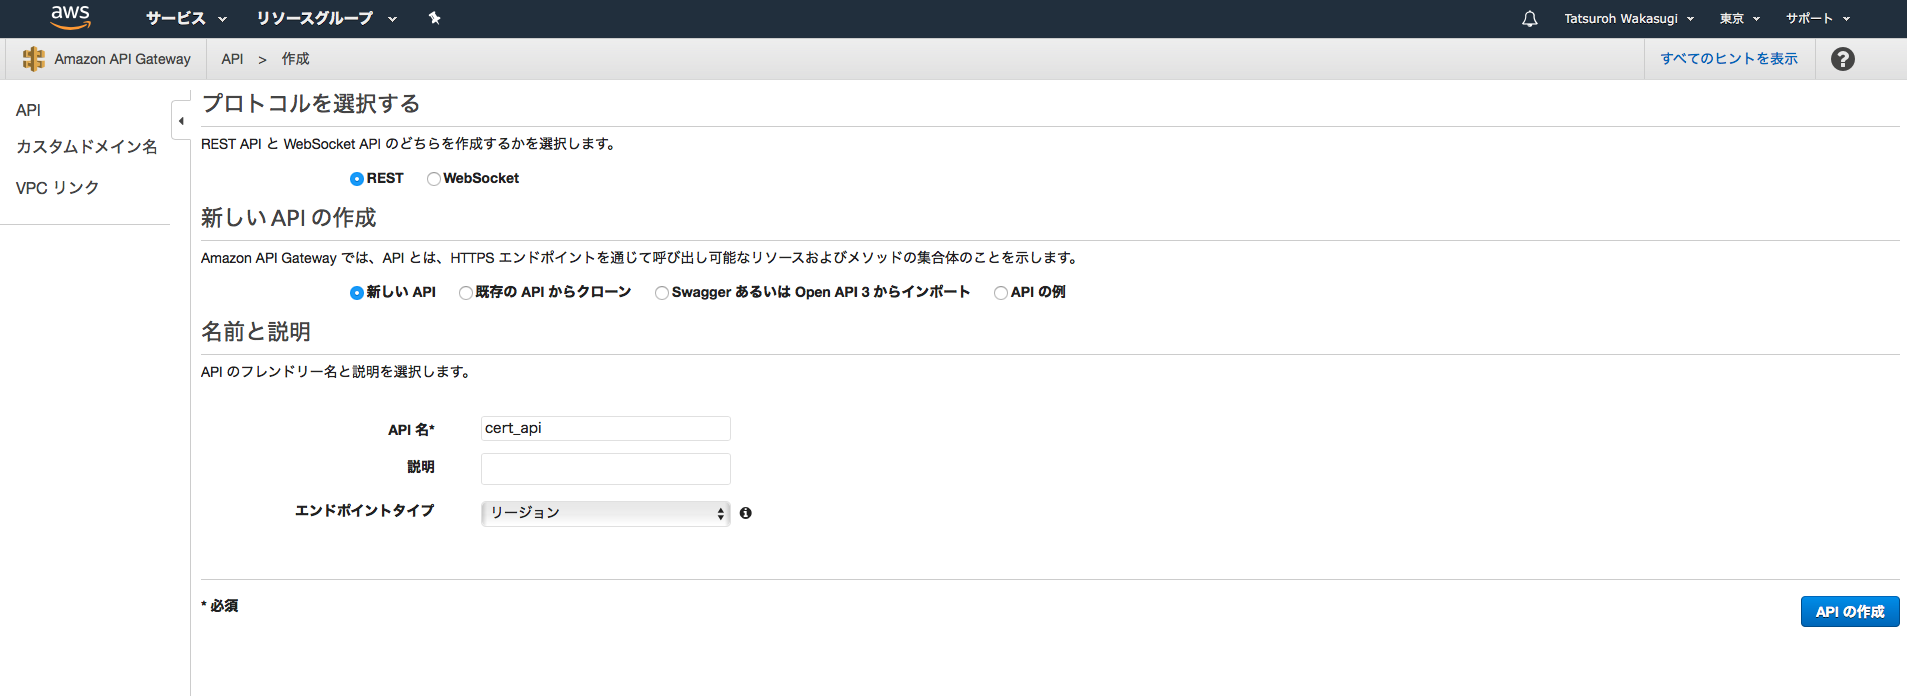 aws サービス リソースグループ Tatsuroh Wakasugi 東京 サポート
Amazon API Gateway API > 作成 すべてのヒントを表示 ?
API
カスタムドメイン名
VPC リンク
プロトコルを選択する
REST API と WebSocket API のどちらを作成するかを選択します。
REST WebSocket
新しい API の作成
Amazon API Gateway では、API とは、HTTPS エンドポイントを通じて呼び出し可能なリソースおよびメソッドの集合体のことを示します。
新しい API 既存の API からクローン Swagger あるいは Open API 3 からインポート API の例
名前と説明
API のフレンドリー名と説明を選択します。
API 名* cert_api
説明
エンドポイントタイプ リージョン
* 必須
API の作成